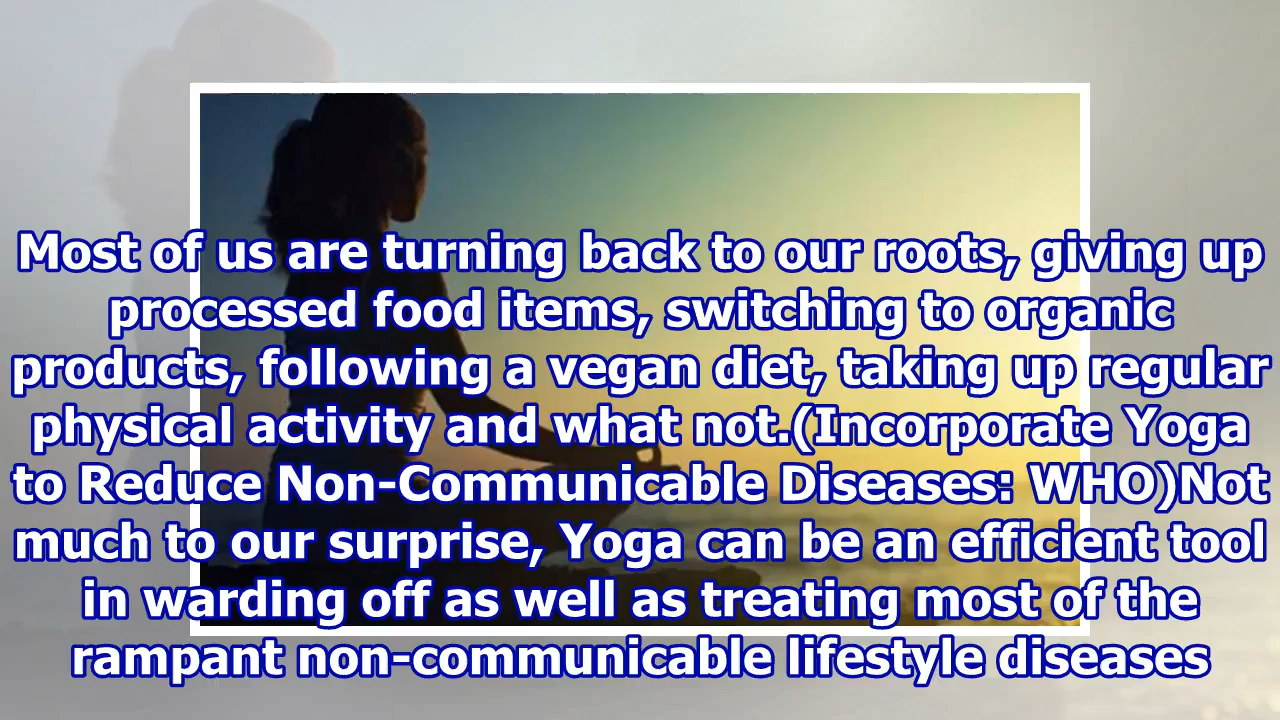 Most of us are turning back to our roots, giving up
processed food items, switching to organic
products, following a vegan diet, taking up regular
physical activity and what not.(Incorporate Yoga
to Reduce Non-Communicable Diseases: WHO)Not
much to our surprise, Yoga can be an efficient tool
in warding off as well as treating most of the
rampant non-communicable lifestyle diseases